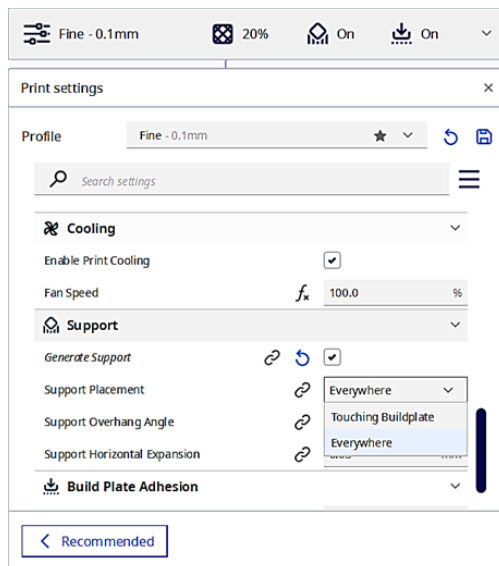 Fine - 0.1mm 20% On On
Print settings
Profile Fine - 0.1mm
Search settings
Cooling
Enable Print Cooling
Fan Speed 100.0 %
Support
Generate Support
Support Placement Everywhere
Touching Buildplate
Support Overhang Angle
Everywhere
Support Horizontal Expansion
Build Plate Adhesion
Recommended